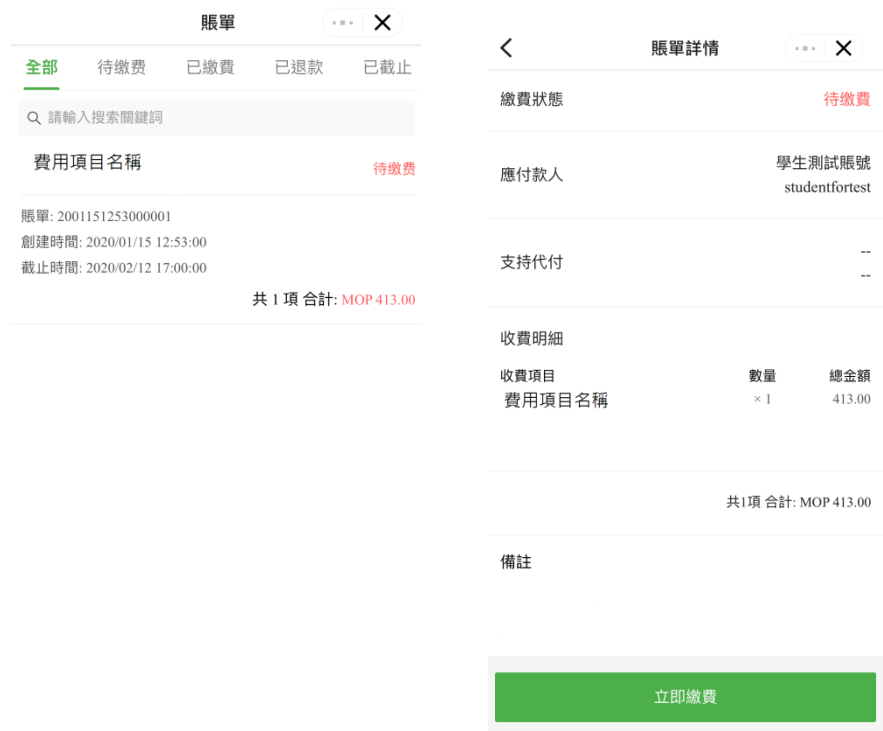 賬單
全部 待缴费 已繳費 已退款 已截止
請輸入搜索關鍵詞
費用項目名稱
待缴费
賬單: 2001151253000001
創建時間: 2020/01/15 12:53:00
截止時間: 2020/02/12 17:00:00
共 1 項 合計: MOP 413.00
賬單詳情
繳費狀態 待缴費
應付款人 學生測試賬號
studentfortest
支持代付 --
--
收費明細
收費項目 數量 總金額
費用項目名稱 × 1 413.00
共1項 合計: MOP 413.00
備註
立即繳費